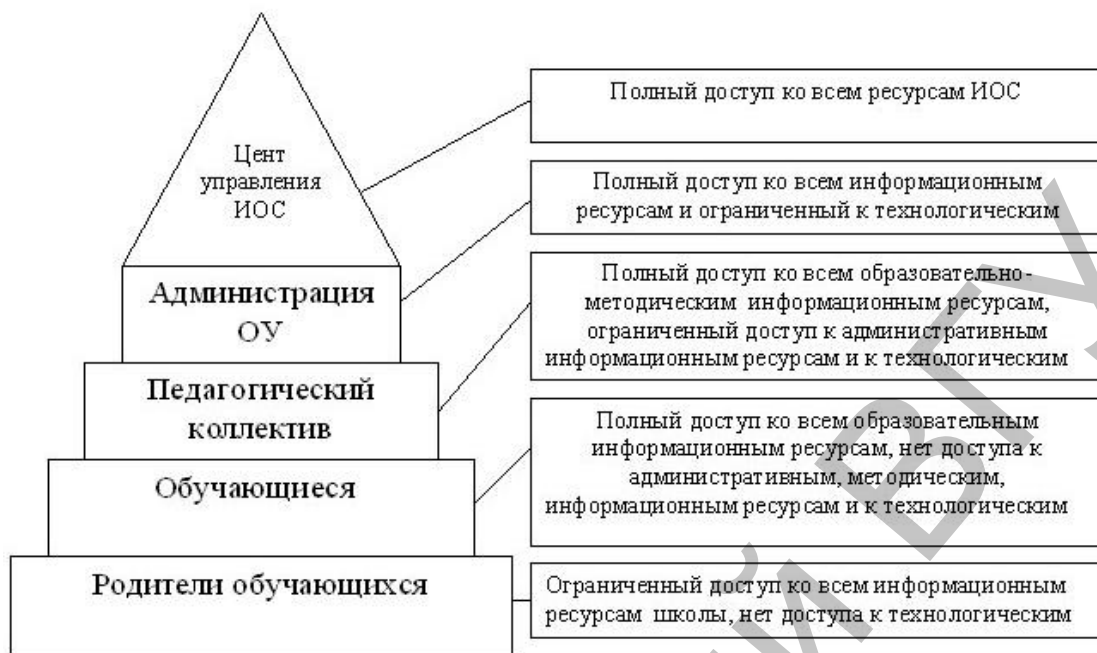 Цент
управления
ИОС
Полный доступ ко всем ресурсам ИОС
Администрация
ОУ
Полный доступ ко всем информационным
ресурсам и ограниченный к технологическим
Педагогический
коллектив
Полный доступ ко всем образовательно-
методическим информационным ресурсам,
ограниченный доступ к административным
информационным ресурсам и к технологическим
Обучающиеся
Полный доступ ко всем образовательным
информационным ресурсам, нет доступа к
административным, методическим,
информационным ресурсам и к технологическим
Родители обучающихся
Ограниченный доступ ко всем информационным
ресурсам школы, нет доступа к технологическим
ВГУ